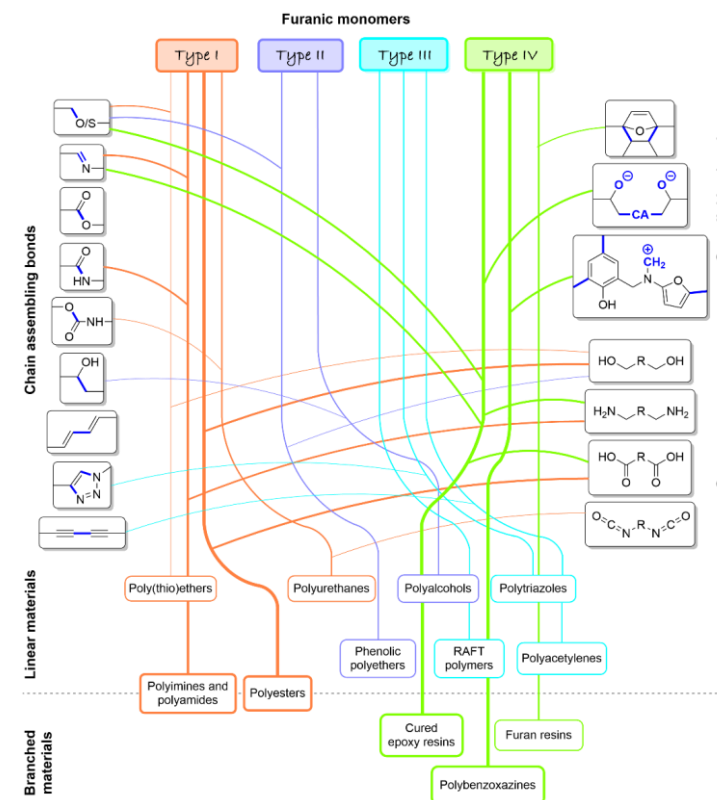 Furanic monomers
Type I
Type II
Type III
Type IV
Chain assembling bonds
O/S
N
O
O
O
HN
O
NH
O
OH
N
N
N
O
O⊖
O⊖
CA
⊕
CH₂
N
O
OH
HO R OH
H₂N R NH₂
HO R OH
O O
O=C=N R N=C=O
Linear materials
Poly(thio)ethers
Polyurethanes
Polyalcohols
Polytriazoles
Phenolic
polyethers
RAFT
polymers
Polyacetylenes
Polyimines and
polyamides
Polyesters
Branched
materials
Cured
epoxy resins
Furan resins
Polybenzoxazines